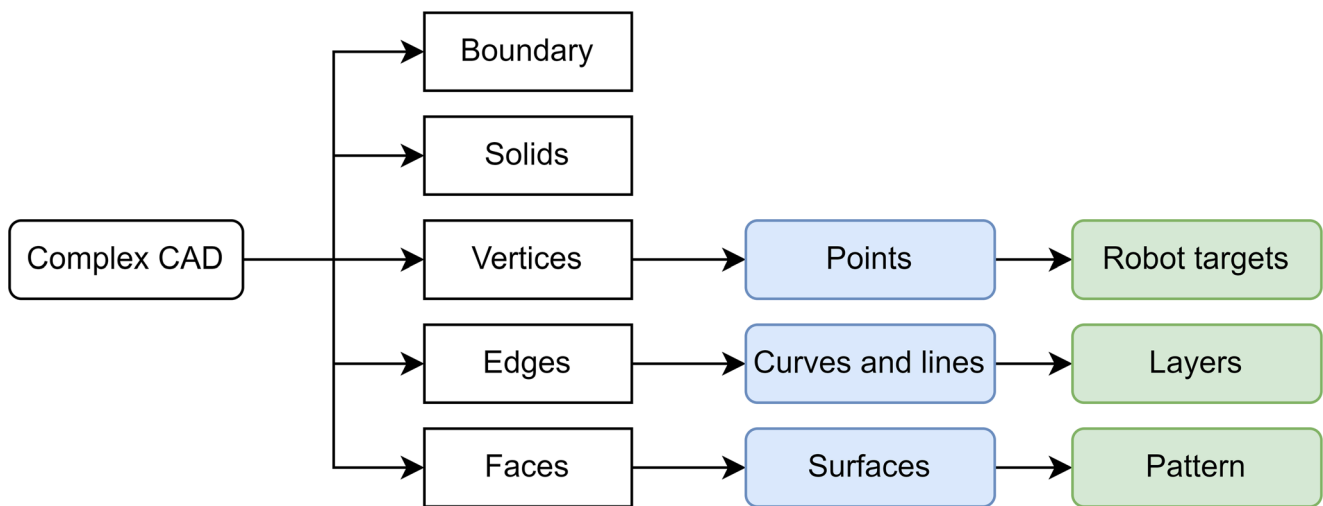 Boundary
Solids
Complex CAD
Vertices
Points
Robot targets
Edges
Curves and lines
Layers
Faces
Surfaces
Pattern